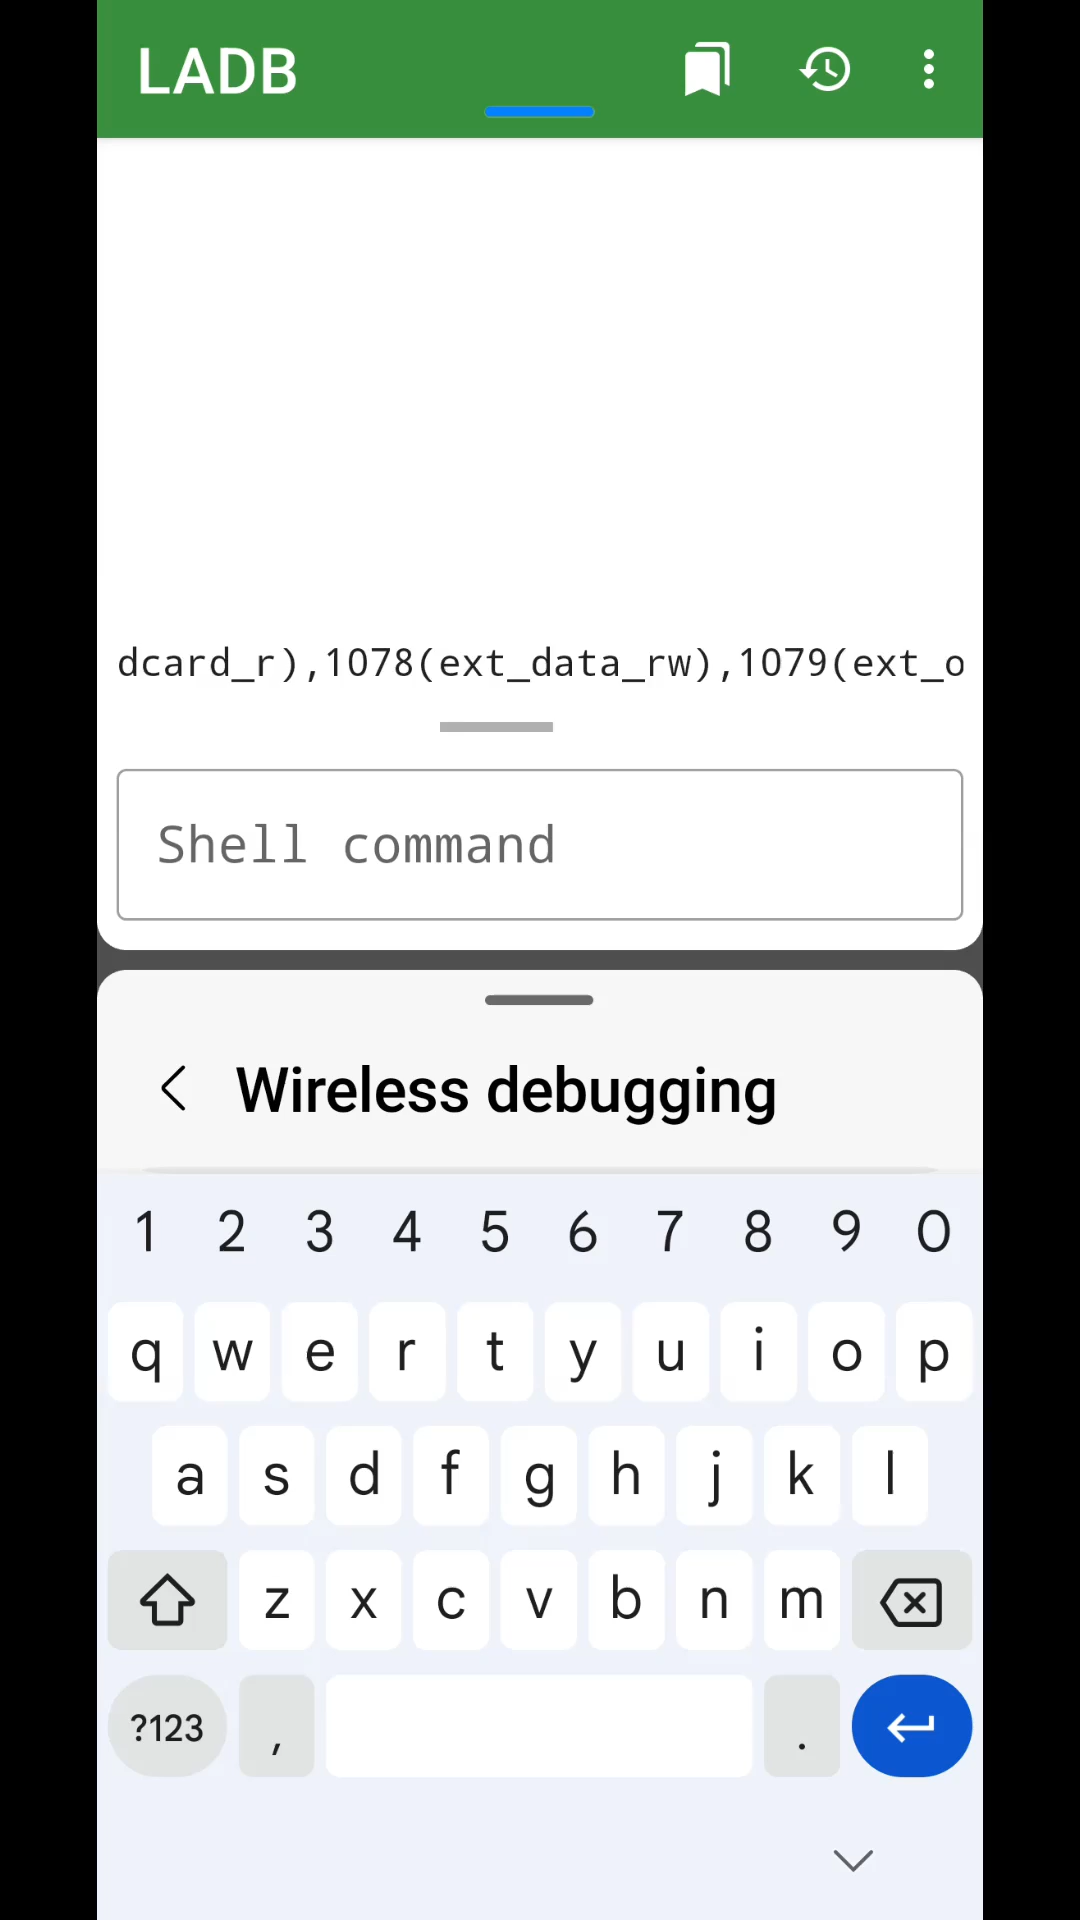 LADB
dcard_r),1078(ext_data_rw),1079(ext_o
Shell command
Wireless debugging
1 2 3 4 5 6 7 8 9 0
q w e r t y u i o p
a s d f g h j k l
z x c v b n m
?123 , .